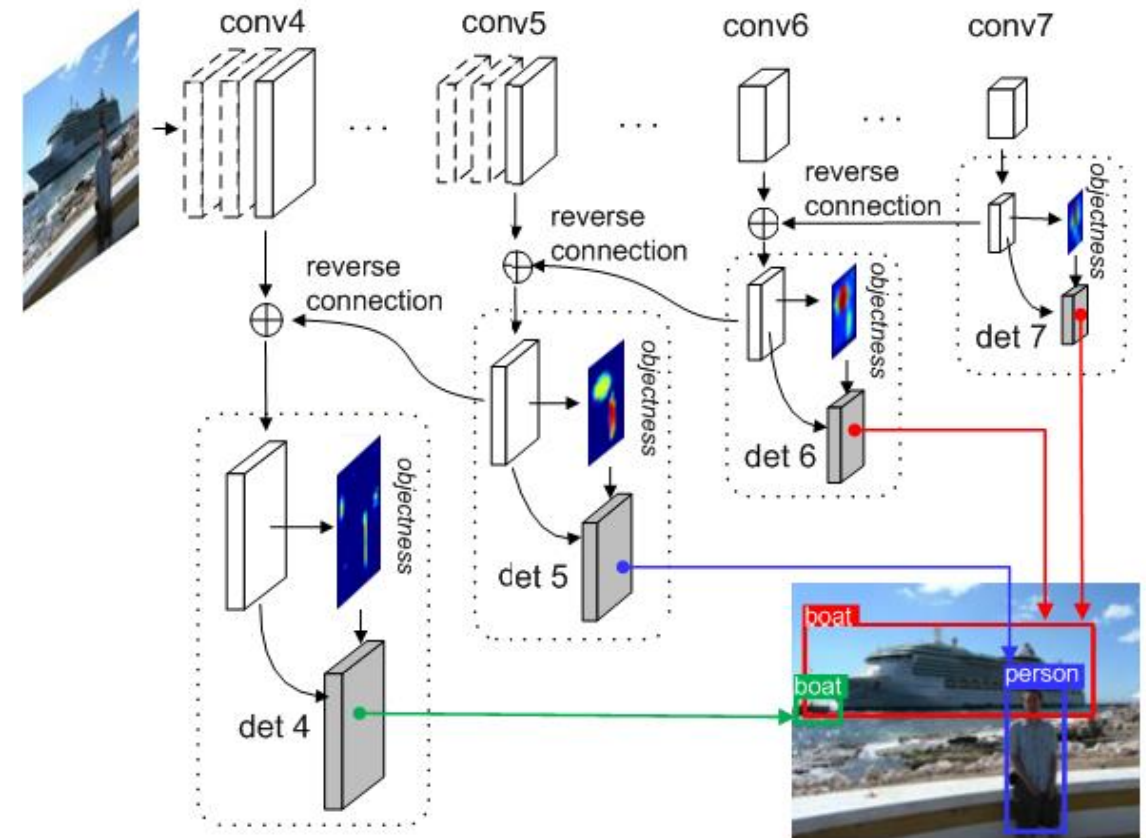 conv4
conv5
conv6
conv7
reverse
connection
objectness
reverse
connection
objectness
det 7
reverse
connection
objectness
det 6
objectness
det 5
det 4
boat
person
boat